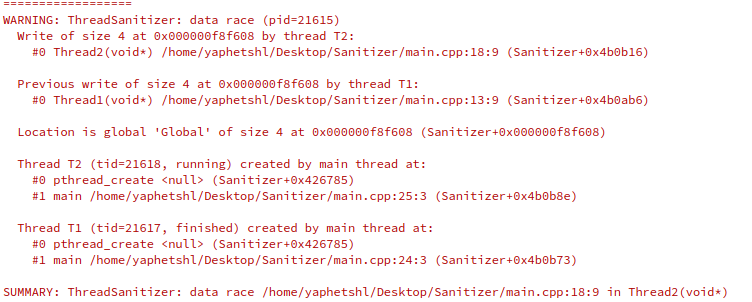 ==================
WARNING: ThreadSanitizer: data race (pid=21615)
Write of size 4 at 0x000000f8f608 by thread T2:
#0 Thread2(void*) /home/yaphetshl/Desktop/Sanitizer/main.cpp:18:9 (Sanitizer+0x4b0b16)
Previous write of size 4 at 0x000000f8f608 by thread T1:
#0 Thread1(void*) /home/yaphetshl/Desktop/Sanitizer/main.cpp:13:9 (Sanitizer+0x4b0ab6)
Location is global 'Global' of size 4 at 0x000000f8f608 (Sanitizer+0x000000f8f608)
Thread T2 (tid=21618, running) created by main thread at:
#0 pthread_create <null> (Sanitizer+0x426785)
#1 main /home/yaphetshl/Desktop/Sanitizer/main.cpp:25:3 (Sanitizer+0x4b0b8e)
Thread T1 (tid=21617, finished) created by main thread at:
#0 pthread_create <null> (Sanitizer+0x426785)
#1 main /home/yaphetshl/Desktop/Sanitizer/main.cpp:24:3 (Sanitizer+0x4b0b73)
SUMMARY: ThreadSanitizer: data race /home/yaphetshl/Desktop/Sanitizer/main.cpp:18:9 in Thread2(void*)